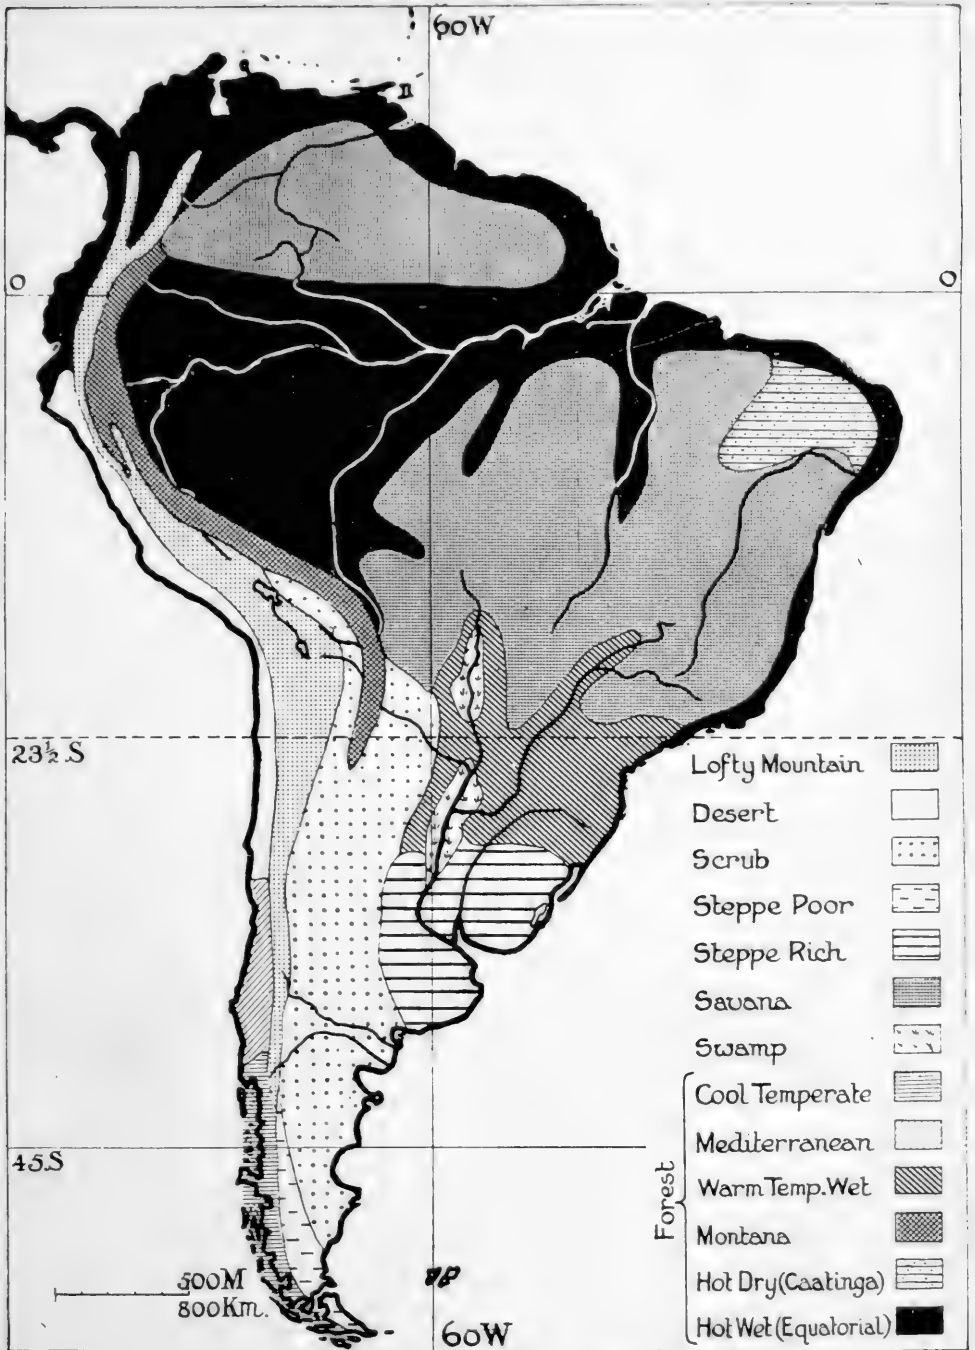 60W
0
0
23½ S
Lofty Mountain
Desert
Scrub
Steppe Poor
Steppe Rich
Savana
Swamp
Forest
Cool Temperate
Mediterranean
Warm Temp. Wet
Montana
Hot Dry (Caatinga)
Hot Wet (Equatorial)
45.S
500M
800Km.
60W